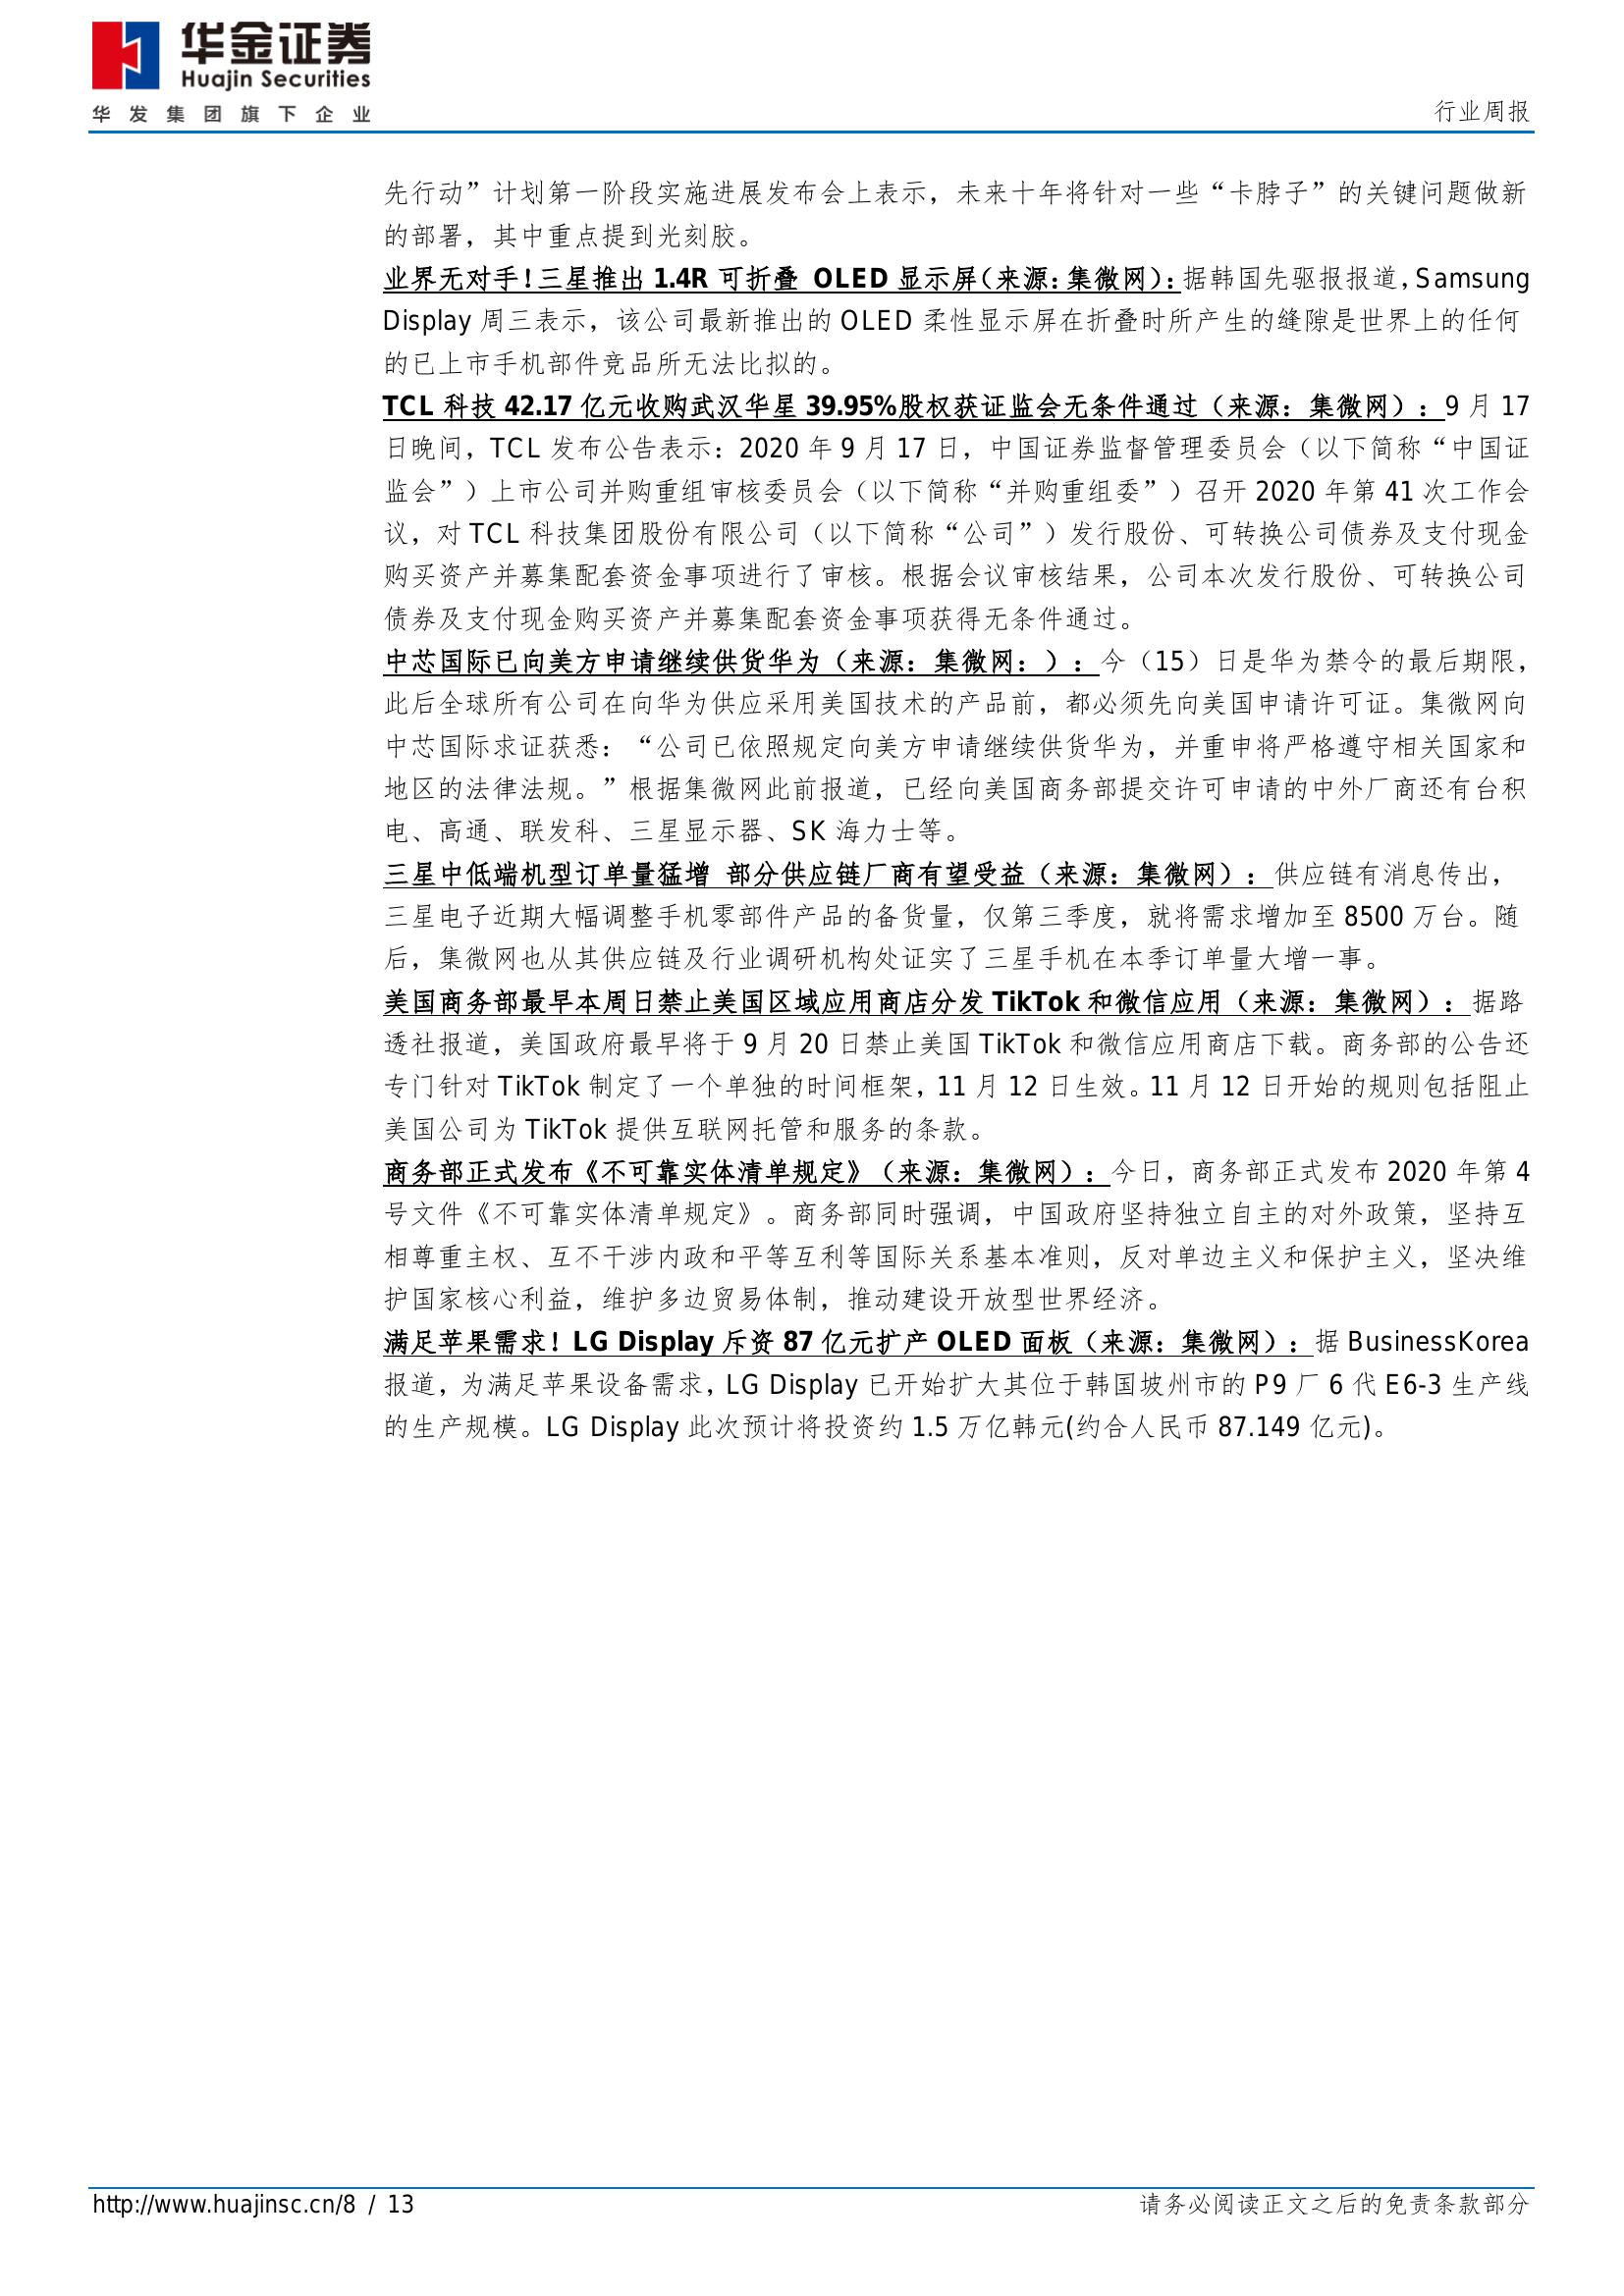 华金证券
Huajin Securities
华发集团旗下企业
行业周报
先行动”计划第一阶段实施进展发布会上表示，未来十年将针对一些“卡脖子”的关键问题做新
的部署，其中重点提到光刻胶。
业界无对手！三星推出 1.4R 可折叠 OLED 显示屏（来源：集微网）：据韩国先驱报报道，Samsung
Display 周三表示，该公司最新推出的 OLED 柔性显示屏在折叠时所产生的缝隙是世界上的任何
的已上市手机部件竞品所无法比拟的。
TCL 科技 42.17 亿元收购武汉华星 39.95%股权获证监会无条件通过（来源：集微网）：9 月 17
日晚间，TCL 发布公告表示：2020 年 9 月 17 日，中国证券监督管理委员会（以下简称“中国证
监会”）上市公司并购重组审核委员会（以下简称“并购重组委”）召开 2020 年第 41 次工作会
议，对 TCL 科技集团股份有限公司（以下简称“公司”）发行股份、可转换公司债券及支付现金
购买资产并募集配套资金事项进行了审核。根据会议审核结果，公司本次发行股份、可转换公司
债券及支付现金购买资产并募集配套资金事项获得无条件通过。
中芯国际已向美方申请继续供货华为（来源：集微网：）：今（15）日是华为禁令的最后期限，
此后全球所有公司在向华为供应采用美国技术的产品前，都必须先向美国申请许可证。集微网向
中芯国际求证获悉：“公司已依照规定向美方申请继续供货华为，并重申将严格遵守相关国家和
地区的法律法规。”根据集微网此前报道，已经向美国商务部提交许可申请的中外厂商还有台积
电、高通、联发科、三星显示器、SK 海力士等。
三星中低端机型订单量猛增 部分供应链厂商有望受益（来源：集微网）：供应链有消息传出，
三星电子近期大幅调整手机零部件产品的备货量，仅第三季度，就将需求增加至 8500 万台。随
后，集微网也从其供应链及行业调研机构处证实了三星手机在本季订单量大增一事。
美国商务部最早本周日禁止美国区域应用商店分发 TikTok 和微信应用（来源：集微网）：据路
透社报道，美国政府最早将于 9 月 20 日禁止美国 TikTok 和微信应用商店下载。商务部的公告还
专门针对 TikTok 制定了一个单独的时间框架，11 月 12 日生效。11 月 12 日开始的规则包括阻止
美国公司为 TikTok 提供互联网托管和服务的条款。
商务部正式发布《不可靠实体清单规定》（来源：集微网）：今日，商务部正式发布 2020 年第 4
号文件《不可靠实体清单规定》。商务部同时强调，中国政府坚持独立自主的对外政策，坚持互
相尊重主权、互不干涉内政和平等互利等国际关系基本准则，反对单边主义和保护主义，坚决维
护国家核心利益，维护多边贸易体制，推动建设开放型世界经济。
满足苹果需求！LG Display 斥资 87 亿元扩产 OLED 面板（来源：集微网）：据 BusinessKorea
报道，为满足苹果设备需求，LG Display 已开始扩大其位于韩国坡州市的 P9 厂 6 代 E6-3 生产线
的生产规模。LG Display 此次预计将投资约 1.5 万亿韩元(约合人民币 87.149 亿元)。
http://www.huajinsc.cn/8 / 13
请务必阅读正文之后的免责条款部分